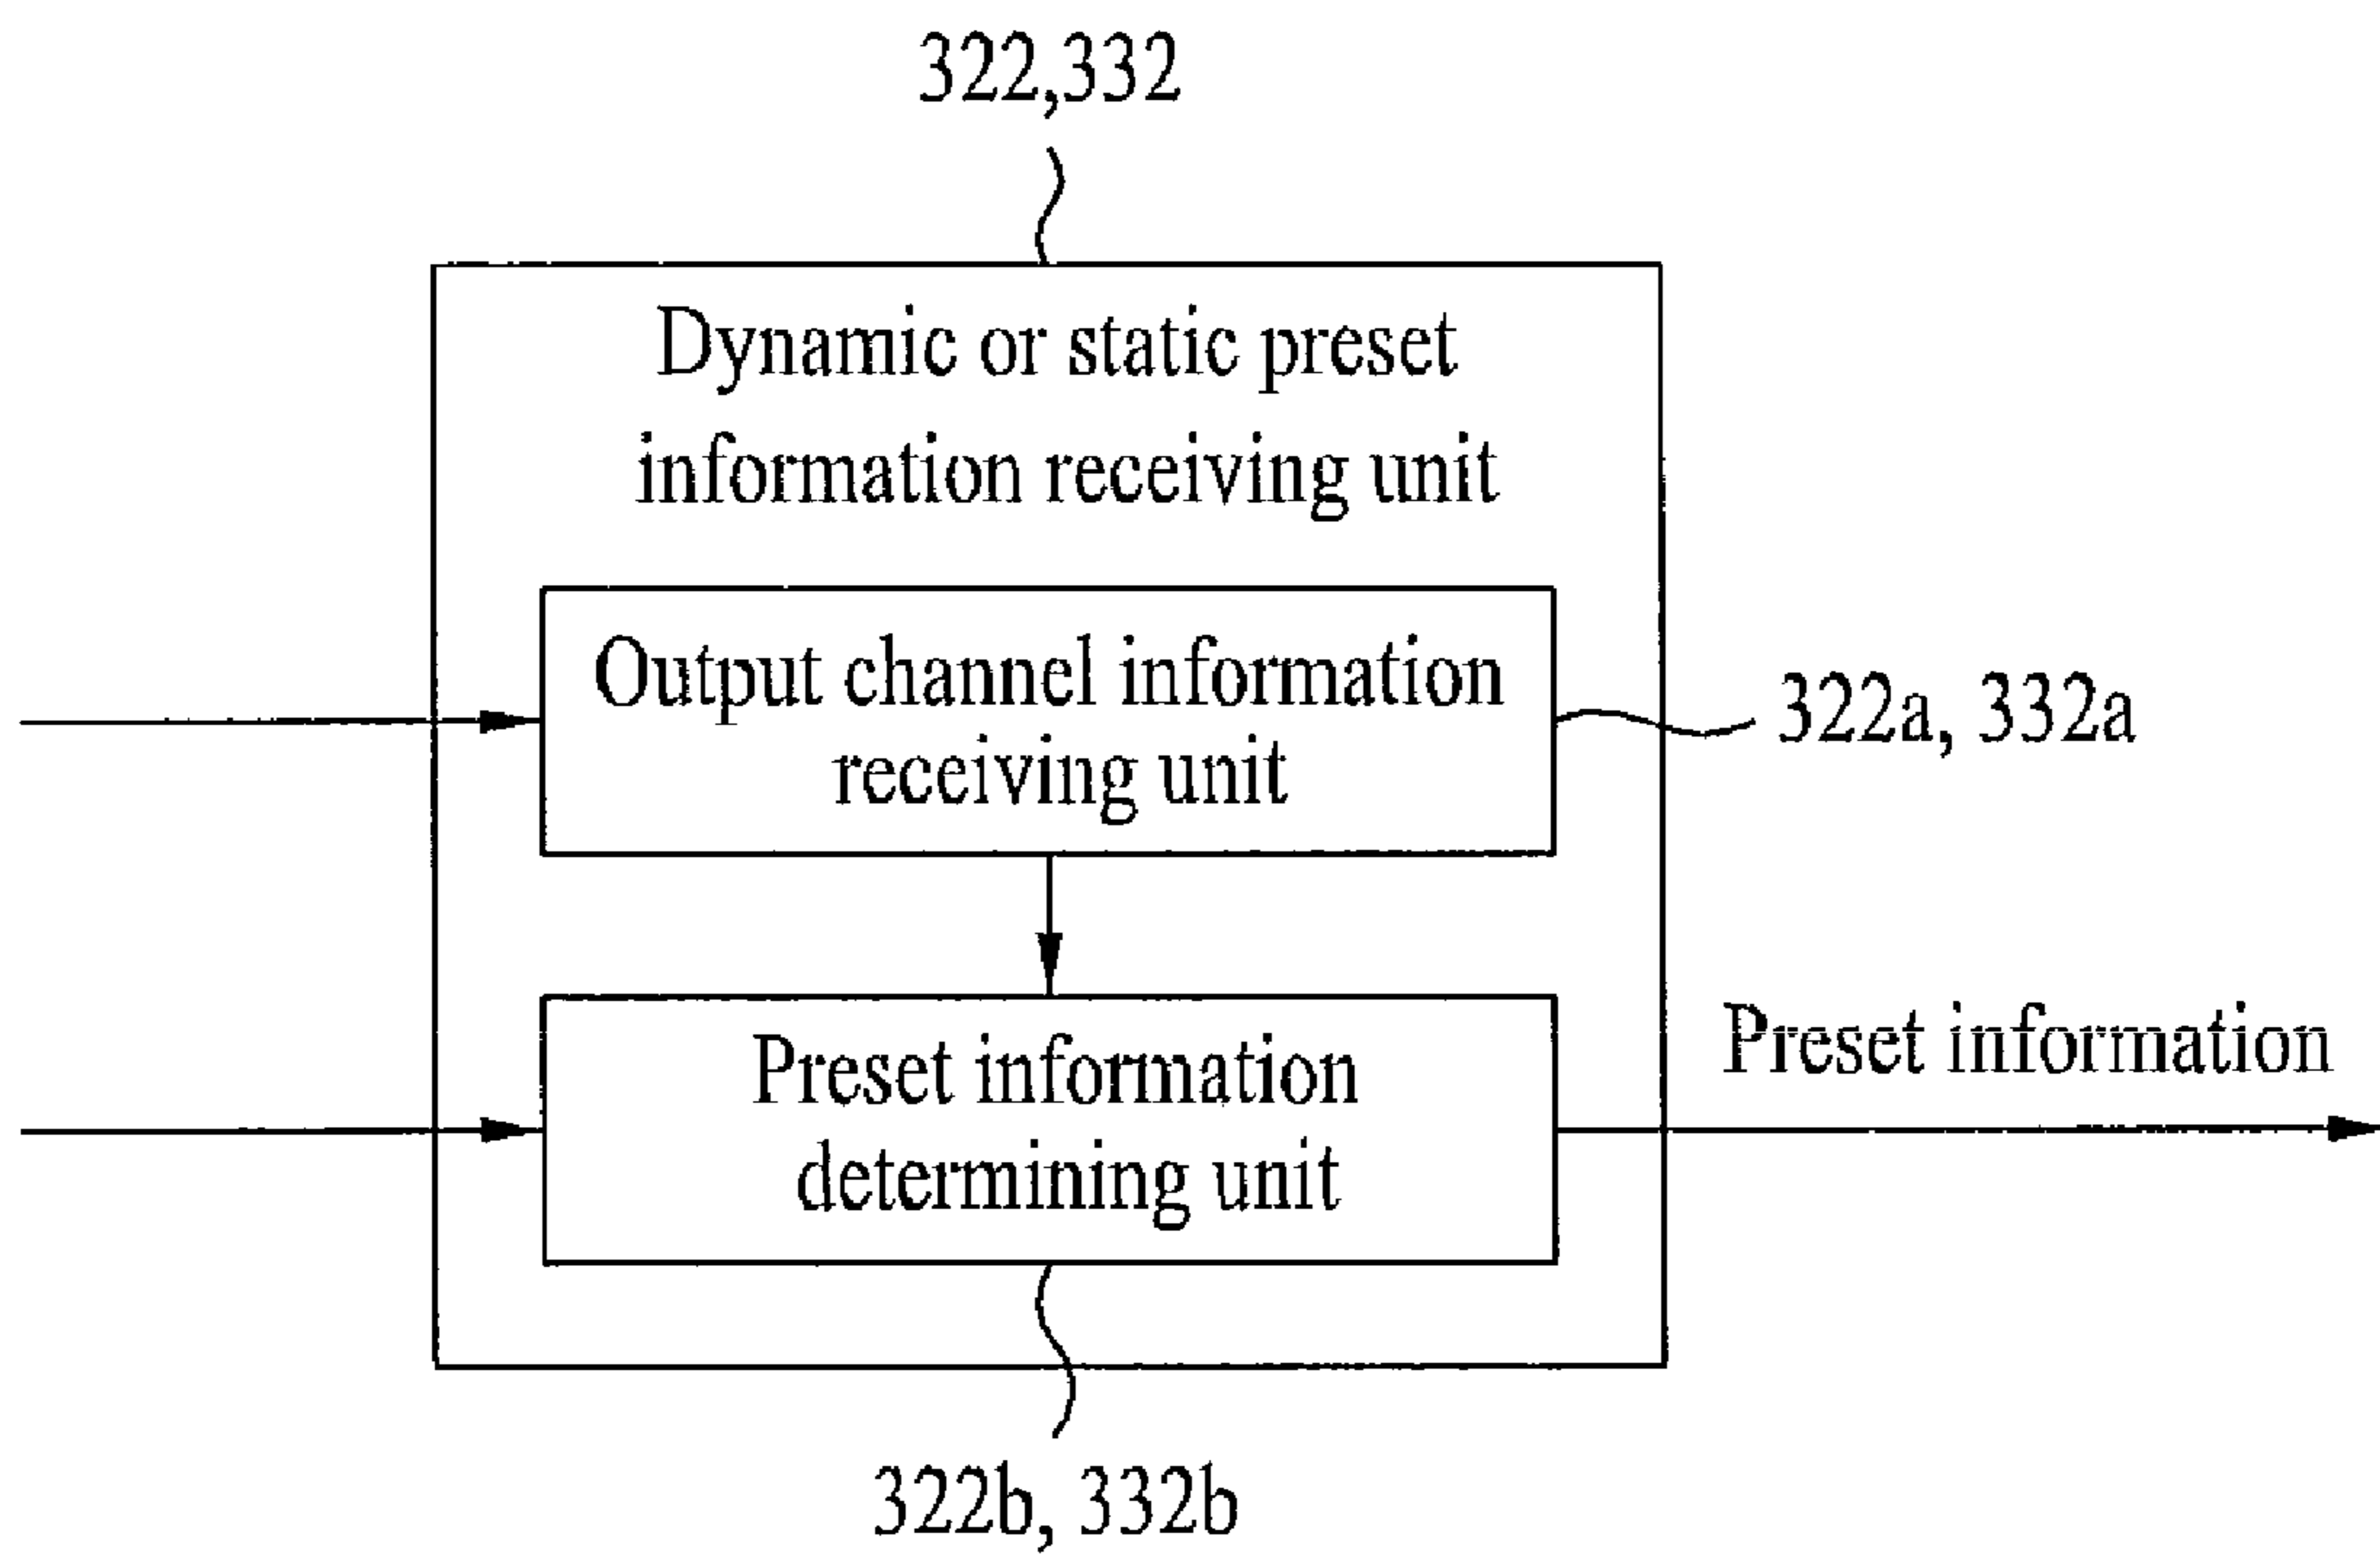 322,332
Dynamic or static preset
information receiving unit
Output channel information
receiving unit
322a, 332a
Preset information
determining unit
Preset information
322b, 332b